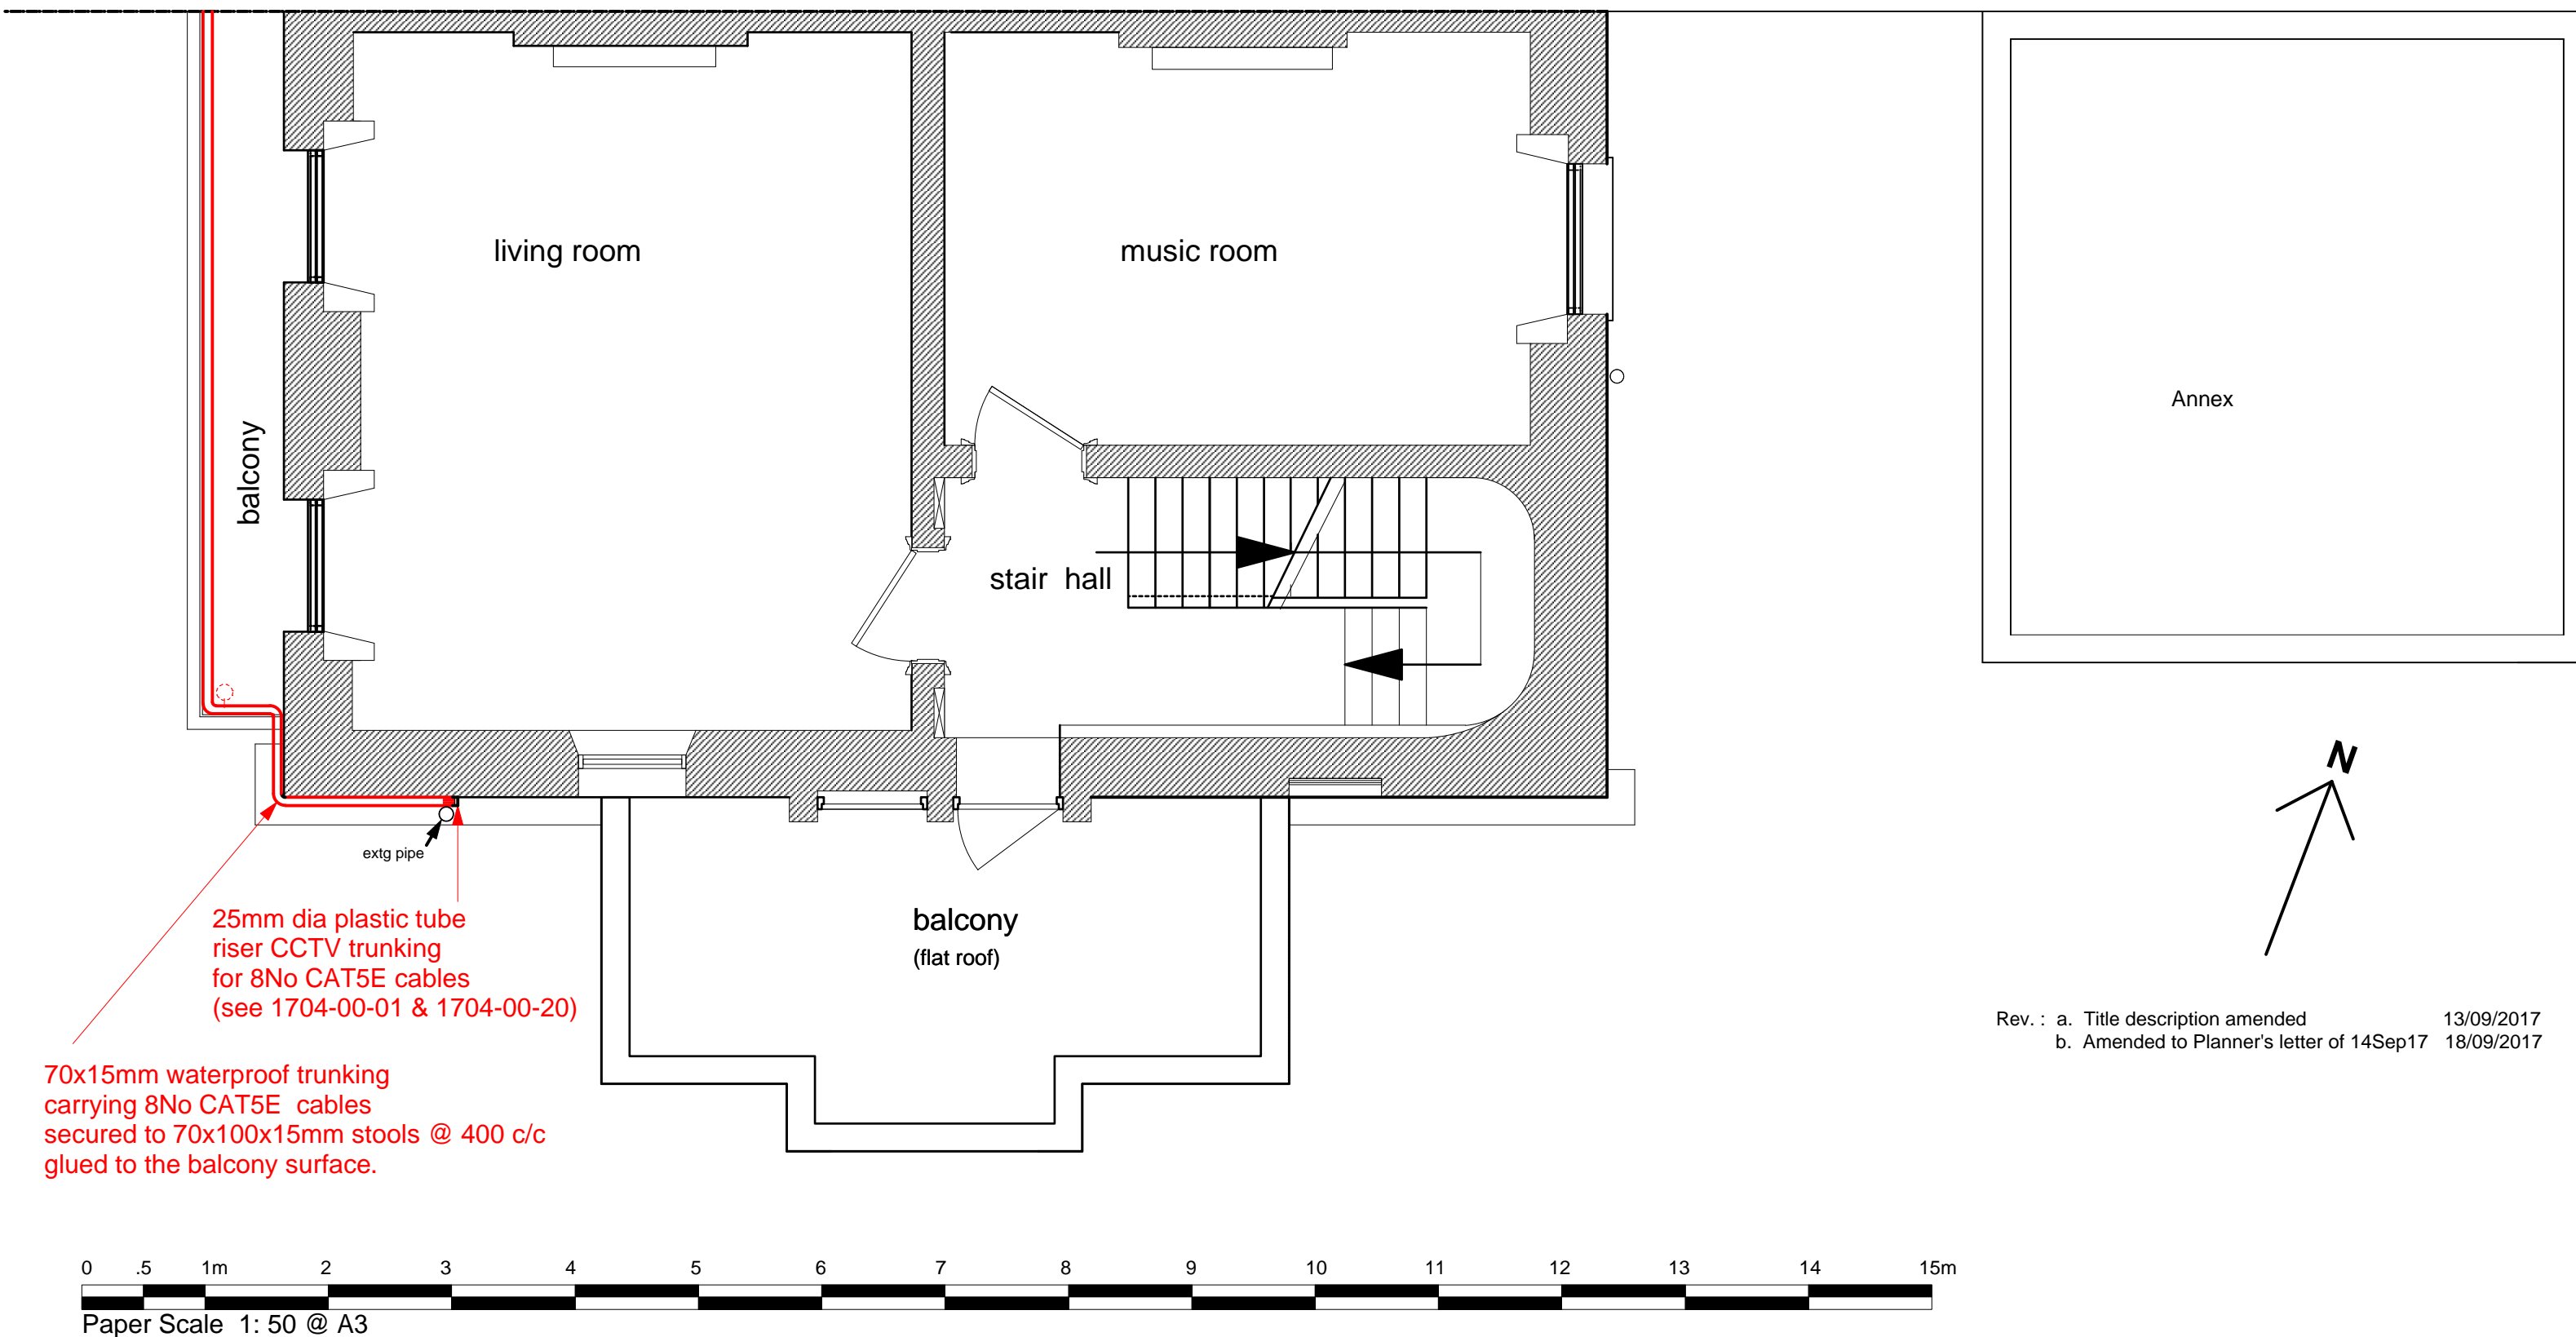 living room
music room
Annex
balcony
stair hall
N
extg pipe
25mm dia plastic tube
riser CCTV trunking
for 8No CAT5E cables
(see 1704-00-01 & 1704-00-20)
balcony
(flat roof)
Rev. : a. Title description amended 13/09/2017
b. Amended to Planner's letter of 14Sep17 18/09/2017
70x15mm waterproof trunking
carrying 8No CAT5E cables
secured to 70x100x15mm stools @ 400 c/c
glued to the balcony surface.
0 .5 1m 2 3 4 5 6 7 8 9 10 11 12 13 14 15m
Paper Scale 1: 50 @ A3